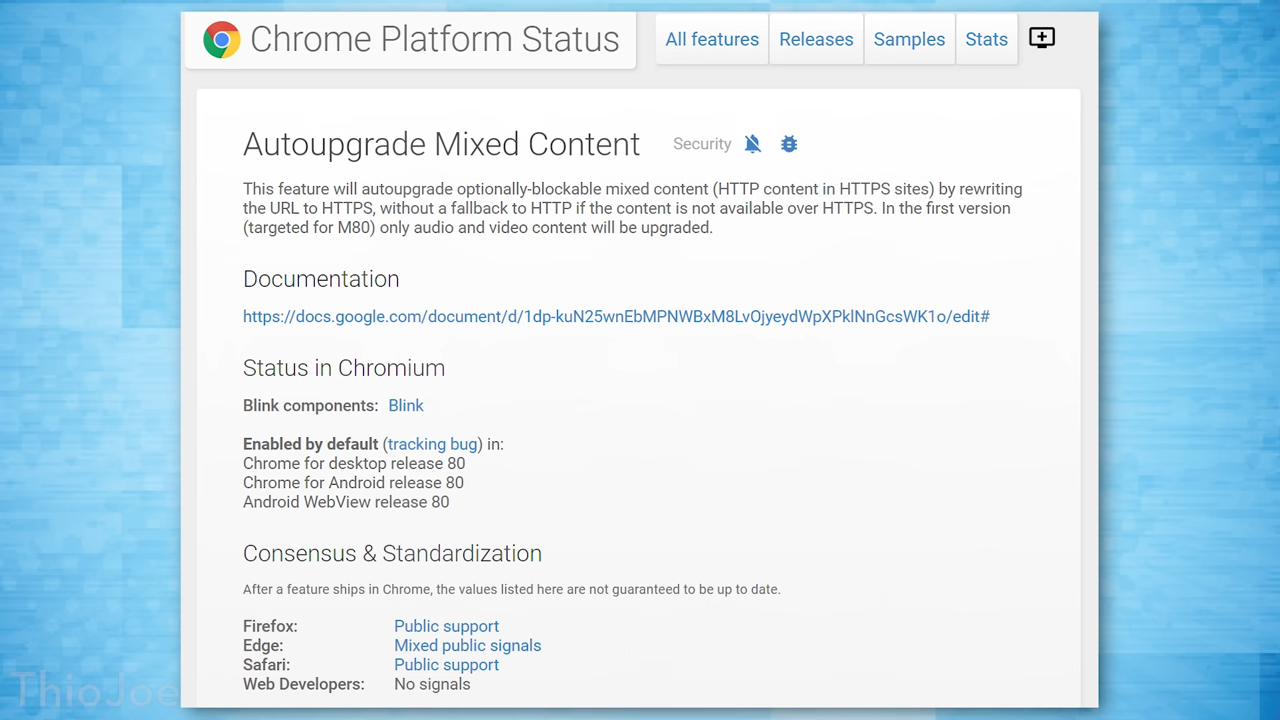 Chrome Platform Status
All features
Releases
Samples
Stats
Autoupgrade Mixed Content
Security
This feature will autoupgrade optionally-blockable mixed content (HTTP content in HTTPS sites) by rewriting
the URL to HTTPS, without a fallback to HTTP if the content is not available over HTTPS. In the first version
(targeted for M80) only audio and video content will be upgraded.
Documentation
https://docs.google.com/document/d/1dp-kuN25wnEbMPNWBxM8LvOjyeydWpXPklNnGcsWK1o/edit#
Status in Chromium
Blink components: Blink
Enabled by default (tracking bug) in:
Chrome for desktop release 80
Chrome for Android release 80
Android WebView release 80
Consensus & Standardization
After a feature ships in Chrome, the values listed here are not guaranteed to be up to date.
Firefox: Public support
Edge: Mixed public signals
Safari: Public support
Web Developers: No signals
ThioJoe